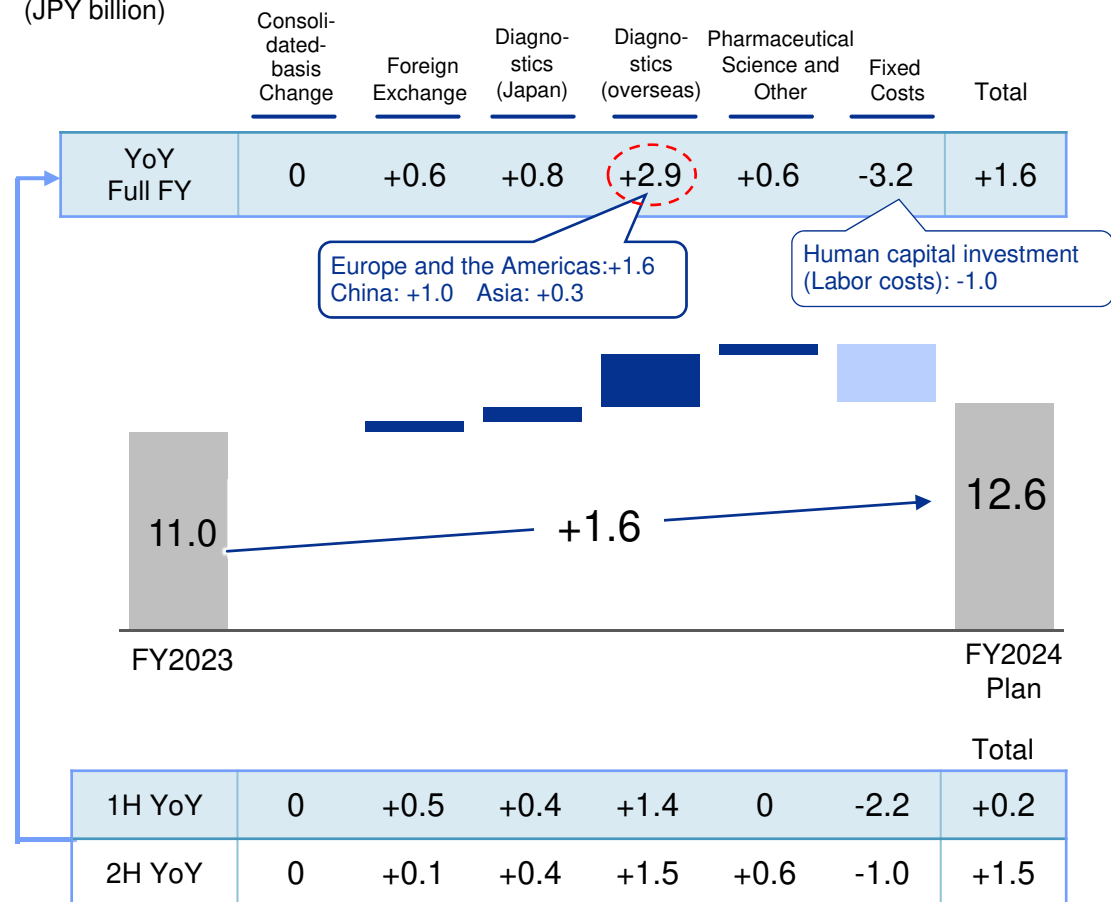 (JPY billion)
Consoli-
dated-
basis
Change
Foreign
Exchange
Diagno-
stics
(Japan)
Diagno-
stics
(overseas)
Pharmaceutical
Science and
Other
Fixed
Costs
Total
YoY
Full FY
0 +0.6 +0.8 +2.9 +0.6 -3.2 +1.6
Europe and the Americas:+1.6
China: +1.0 Asia: +0.3
Human capital investment
(Labor costs): -1.0
11.0
+1.6
12.6
FY2023
FY2024
Plan
Total
1H YoY 0 +0.5 +0.4 +1.4 0 -2.2 +0.2
2H YoY 0 +0.1 +0.4 +1.5 +0.6 -1.0 +1.5